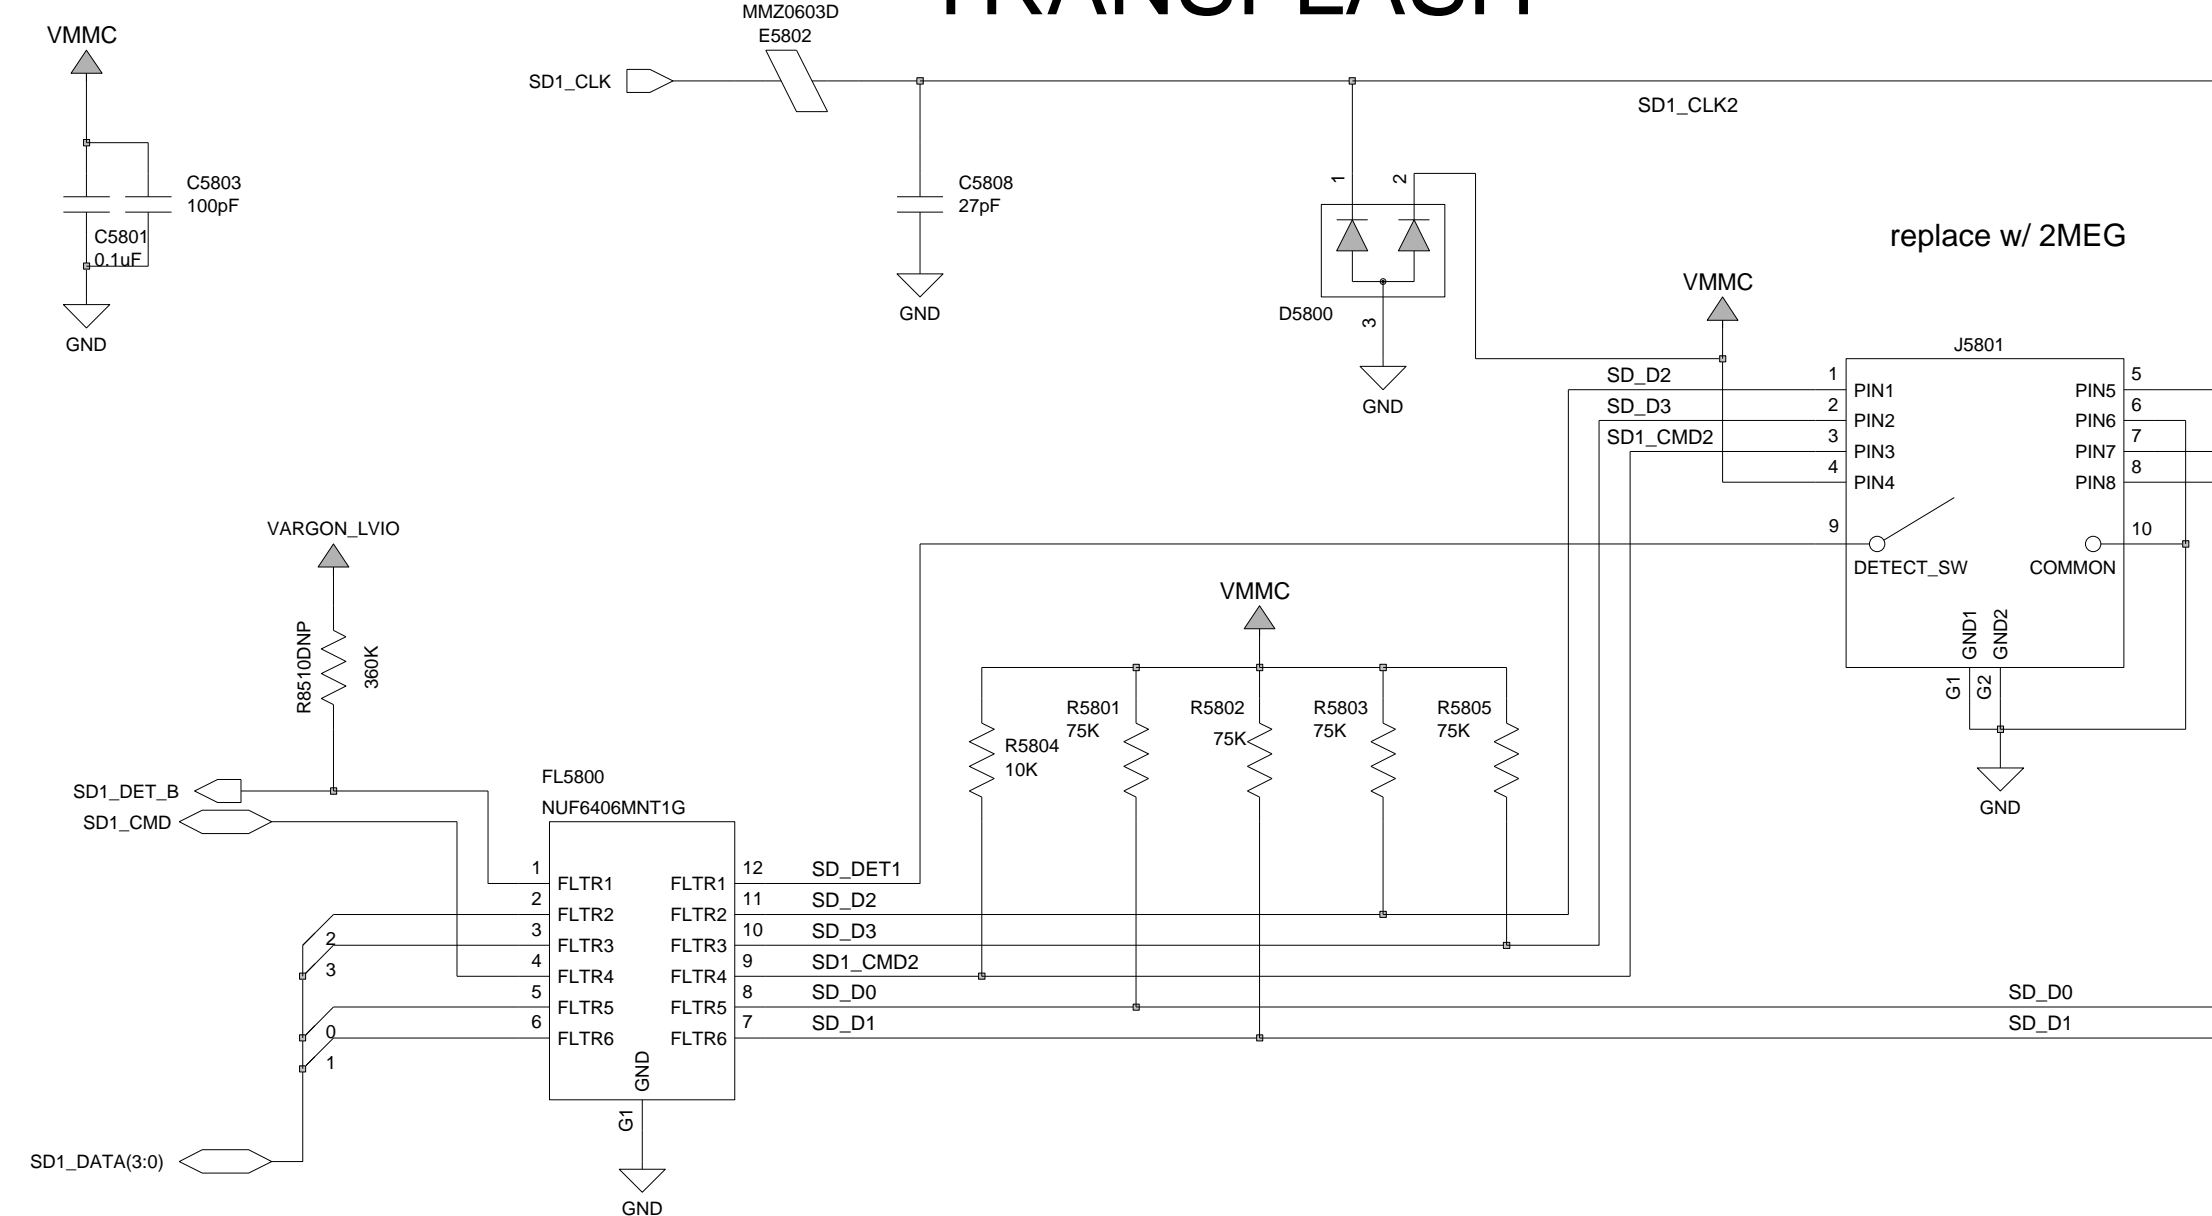 TRANSFLASH
MMZ0603D
E5802
VMMC
SD1_CLK
SD1_CLK2
C5803
100pF
C5801
0.1uF
GND
C5808
27pF
GND
1
2
D5800
3
GND
replace w/ 2MEG
VMMC
J5801
SD_D2
1
PIN1
PIN5
5
SD_D3
2
PIN2
PIN6
6
SD1_CMD2
3
PIN3
PIN7
7
4
PIN4
PIN8
8
9
10
DETECT_SW
COMMON
GND1
GND2
G1
G2
GND
VARGON_LVIO
R8510DNP
360K
VMMC
R5804
10K
R5801
75K
R5802
75K
R5803
75K
R5805
75K
SD1_DET_B
SD1_CMD
FL5800
NUF6406MNT1G
1
FLTR1
FLTR1
12
SD_DET1
2
FLTR2
FLTR2
11
SD_D2
2
3
FLTR3
FLTR3
10
SD_D3
3
4
FLTR4
FLTR4
9
SD1_CMD2
5
FLTR5
FLTR5
8
SD_D0
SD_D0
0
6
FLTR6
FLTR6
7
SD_D1
SD_D1
1
GND
G1
GND
SD1_DATA(3:0)